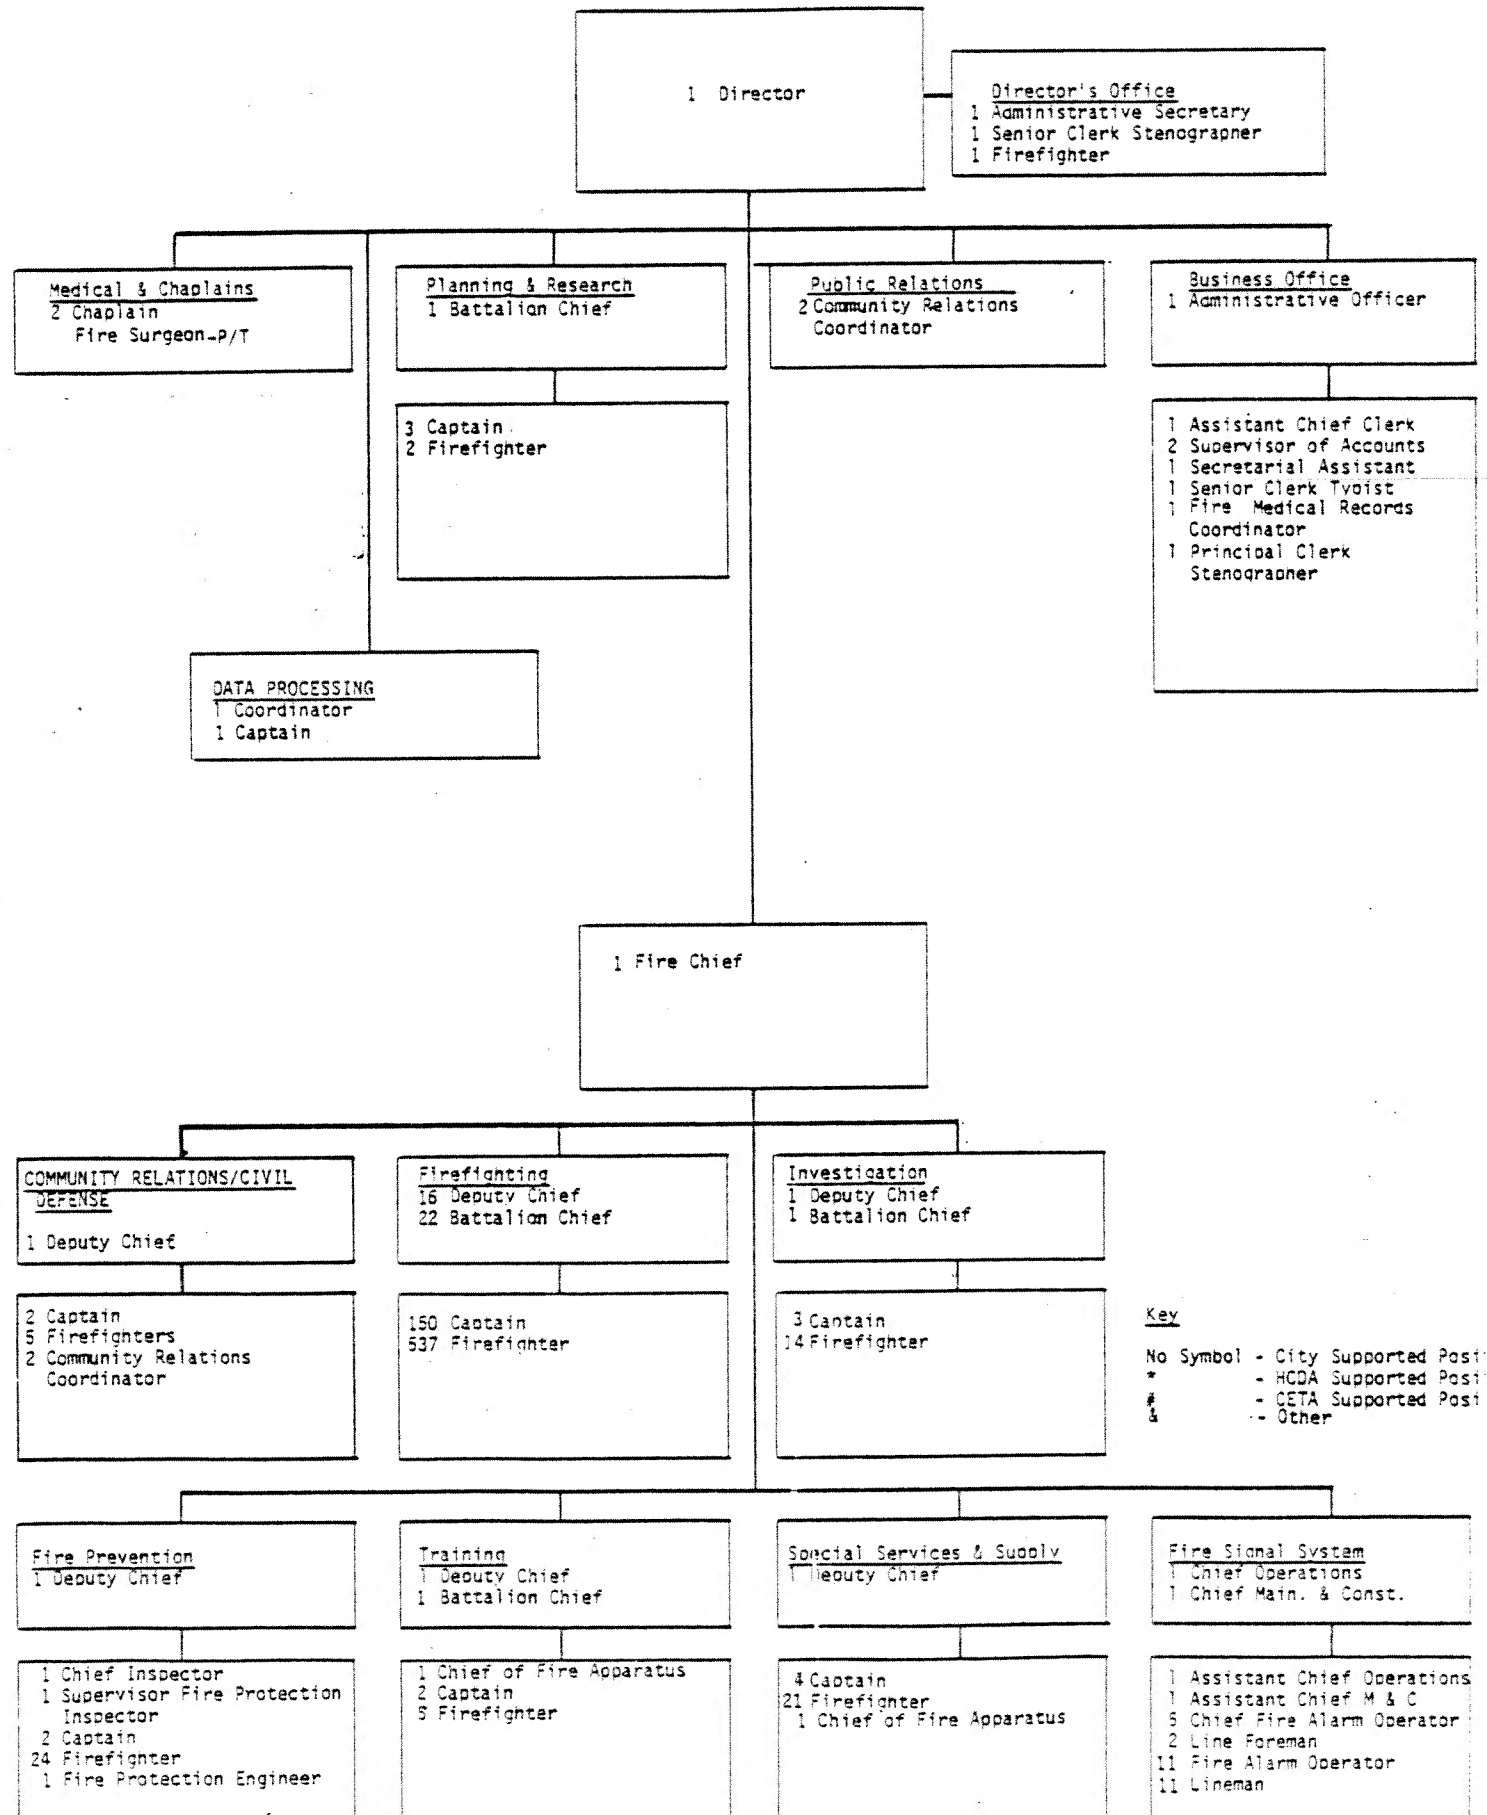 1 Director
Director's Office
1 Administrative Secretary
1 Senior Clerk Stenographer
1 Firefighter
Medical & Chaplains
2 Chaplain
Fire Surgeon-P/T
Planning & Research
1 Battalion Chief
3 Captain
2 Firefighter
Public Relations
2 Community Relations
Coordinator
Business Office
1 Administrative Officer
1 Assistant Chief Clerk
2 Supervisor of Accounts
1 Secretarial Assistant
1 Senior Clerk Typist
1 Fire Medical Records
Coordinator
1 Principal Clerk
Stenographer
DATA PROCESSING
1 Coordinator
1 Captain
1 Fire Chief
COMMUNITY RELATIONS/CIVIL
DEFENSE
1 Deputy Chief
2 Captain
5 Firefighters
2 Community Relations
Coordinator
Firefighting
16 Deputy Chief
22 Battalion Chief
150 Captain
537 Firefighter
Investigation
1 Deputy Chief
1 Battalion Chief
3 Captain
14 Firefighter
Key
No Symbol - City Supported Posi
* - HCDA Supported Posi
# - CETA Supported Posi
& - Other
Fire Prevention
1 Deputy Chief
1 Chief Inspector
1 Supervisor Fire Protection
Inspector
2 Captain
24 Firefighter
1 Fire Protection Engineer
Training
1 Deputy Chief
1 Battalion Chief
1 Chief of Fire Apparatus
2 Captain
5 Firefighter
Special Services & Supply
1 Deputy Chief
4 Captain
21 Firefighter
1 Chief of Fire Apparatus
Fire Signal System
1 Chief Operations
1 Chief Main. & Const.
1 Assistant Chief Operations
1 Assistant Chief M & C
5 Chief Fire Alarm Operator
2 Line Foreman
11 Fire Alarm Operator
11 Lineman